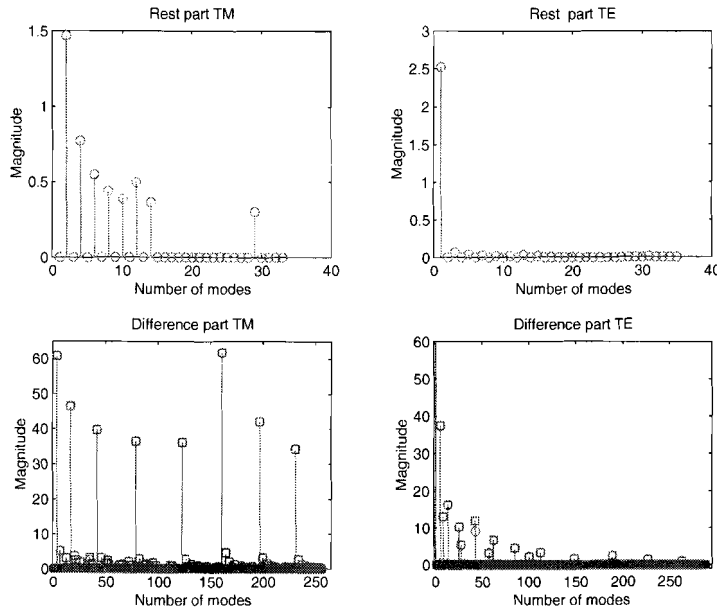 Rest part TM
1.5
1
0.5
0
Magnitude
0 10 20 30 40
Number of modes
Rest part TE
3
2.5
2
1.5
1
0.5
0
Magnitude
0 10 20 30 40
Number of modes
Difference part TM
60
50
40
30
20
10
0
Magnitude
0 50 100 150 200 250
Number of modes
Difference part TE
60
50
40
30
20
10
0
Magnitude
0 50 100 150 200 250
Number of modes